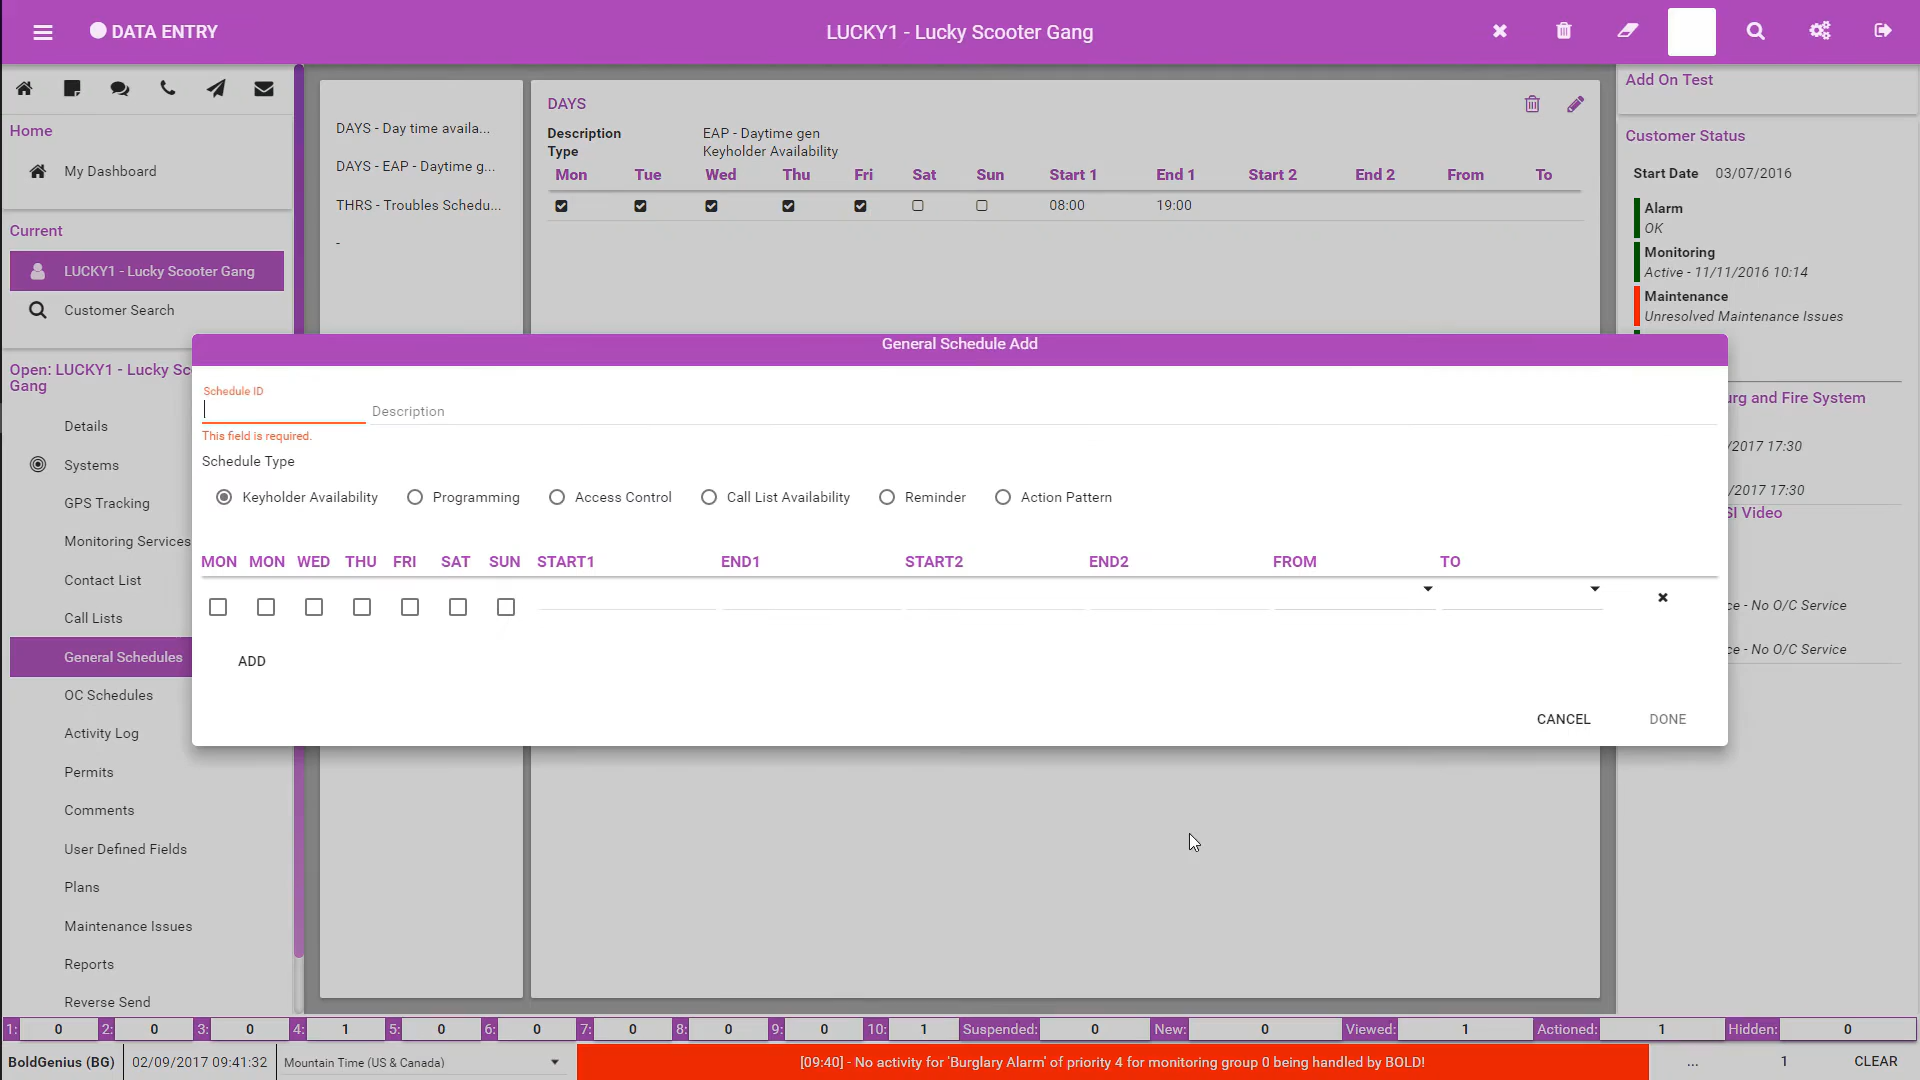 DATA ENTRY
LUCKY1 - Lucky Scooter Gang
Home
My Dashboard
Current
LUCKY1 - Lucky Scooter Gang
Customer Search
Open: LUCKY1 - Lucky Sc
Gang
Details
Systems
GPS Tracking
Monitoring Services
Contact List
Call Lists
General Schedules
OC Schedules
Activity Log
Permits
Comments
User Defined Fields
Plans
Maintenance Issues
Reports
Reverse Send
DAYS - Day time availa...
DAYS - EAP - Daytime g...
THRS - Troubles Schedu...
-
DAYS
Description EAP - Daytime gen
Type Keyholder Availability
Mon Tue Wed Thu Fri Sat Sun Start 1 End 1 Start 2 End 2 From To
08:00 19:00
Add On Test
Customer Status
Start Date 03/07/2016
Alarm
OK
Monitoring
Active - 11/11/2016 10:14
Maintenance
Unresolved Maintenance Issues
urg and Fire System
/2017 17:30
/2017 17:30
SI Video
ce - No O/C Service
ce - No O/C Service
General Schedule Add
Schedule ID
Description
This field is required.
Schedule Type
Keyholder Availability Programming Access Control Call List Availability Reminder Action Pattern
MON MON WED THU FRI SAT SUN START1 END1 START2 END2 FROM TO
ADD
CANCEL DONE
1: 0 2: 0 3: 0 4: 1 5: 0 6: 0 7: 0 8: 0 9: 0 10: 1 Suspended: 0 New: 0 Viewed: 1 Actioned: 1 Hidden: 0
BoldGenius (BG) 02/09/2017 09:41:32 Mountain Time (US & Canada) [09:40] - No activity for 'Burglary Alarm' of priority 4 for monitoring group 0 being handled by BOLD! ... 1 CLEAR